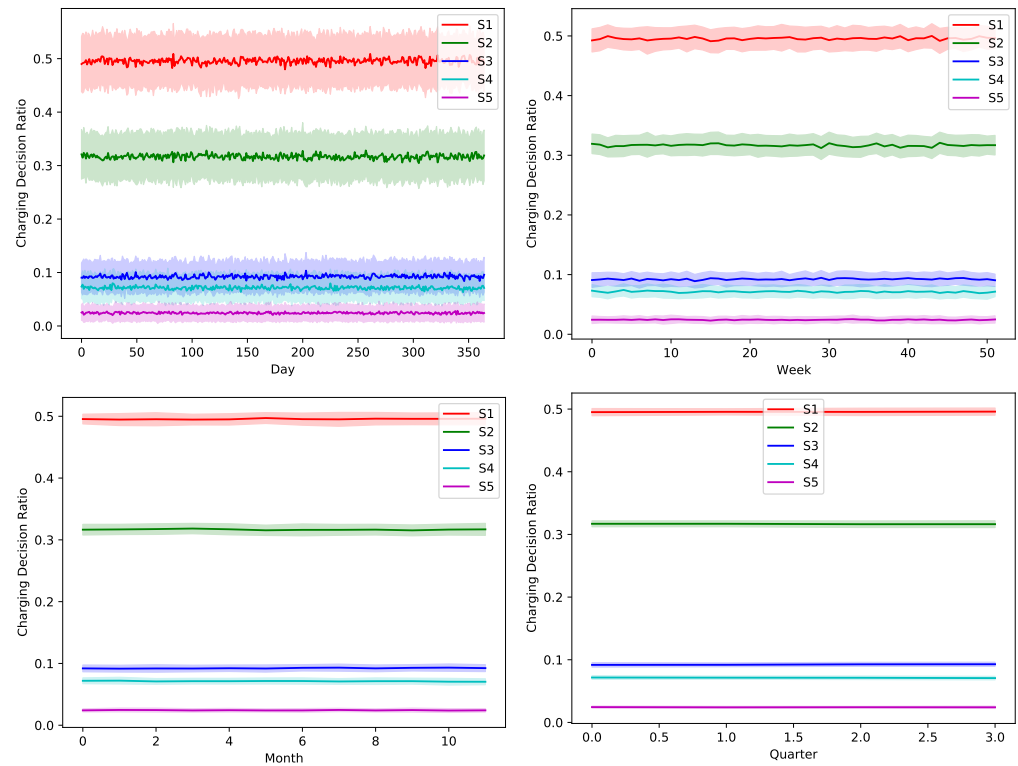 Charging Decision Ratio
0.5
0.4
0.3
0.2
0.1
0.0
S1
S2
S3
S4
S5
0 50 100 150 200 250 300 350
Day
Charging Decision Ratio
0.5
0.4
0.3
0.2
0.1
0.0
S1
S2
S3
S4
S5
0 10 20 30 40 50
Week
Charging Decision Ratio
0.5
0.4
0.3
0.2
0.1
0.0
S1
S2
S3
S4
S5
0 2 4 6 8 10
Month
Charging Decision Ratio
0.5
0.4
0.3
0.2
0.1
0.0
S1
S2
S3
S4
S5
0.0 0.5 1.0 1.5 2.0 2.5 3.0
Quarter